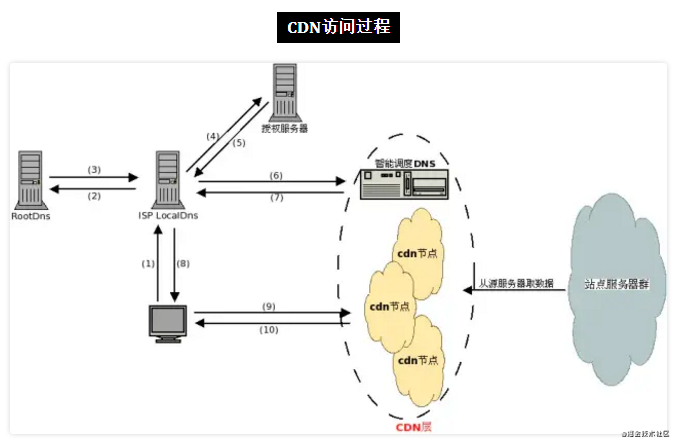 CDN访问过程
(4)
授权服务器
(5)
智能调度DNS
(3)
(6)
(2)
(7)
RootDns
ISP LocalDns
cdn节点
(1)
(8)
从源服务器取数据
站点服务器群
cdn节点
(9)
(10)
cdn节点
CDN层
@掘金技术社区